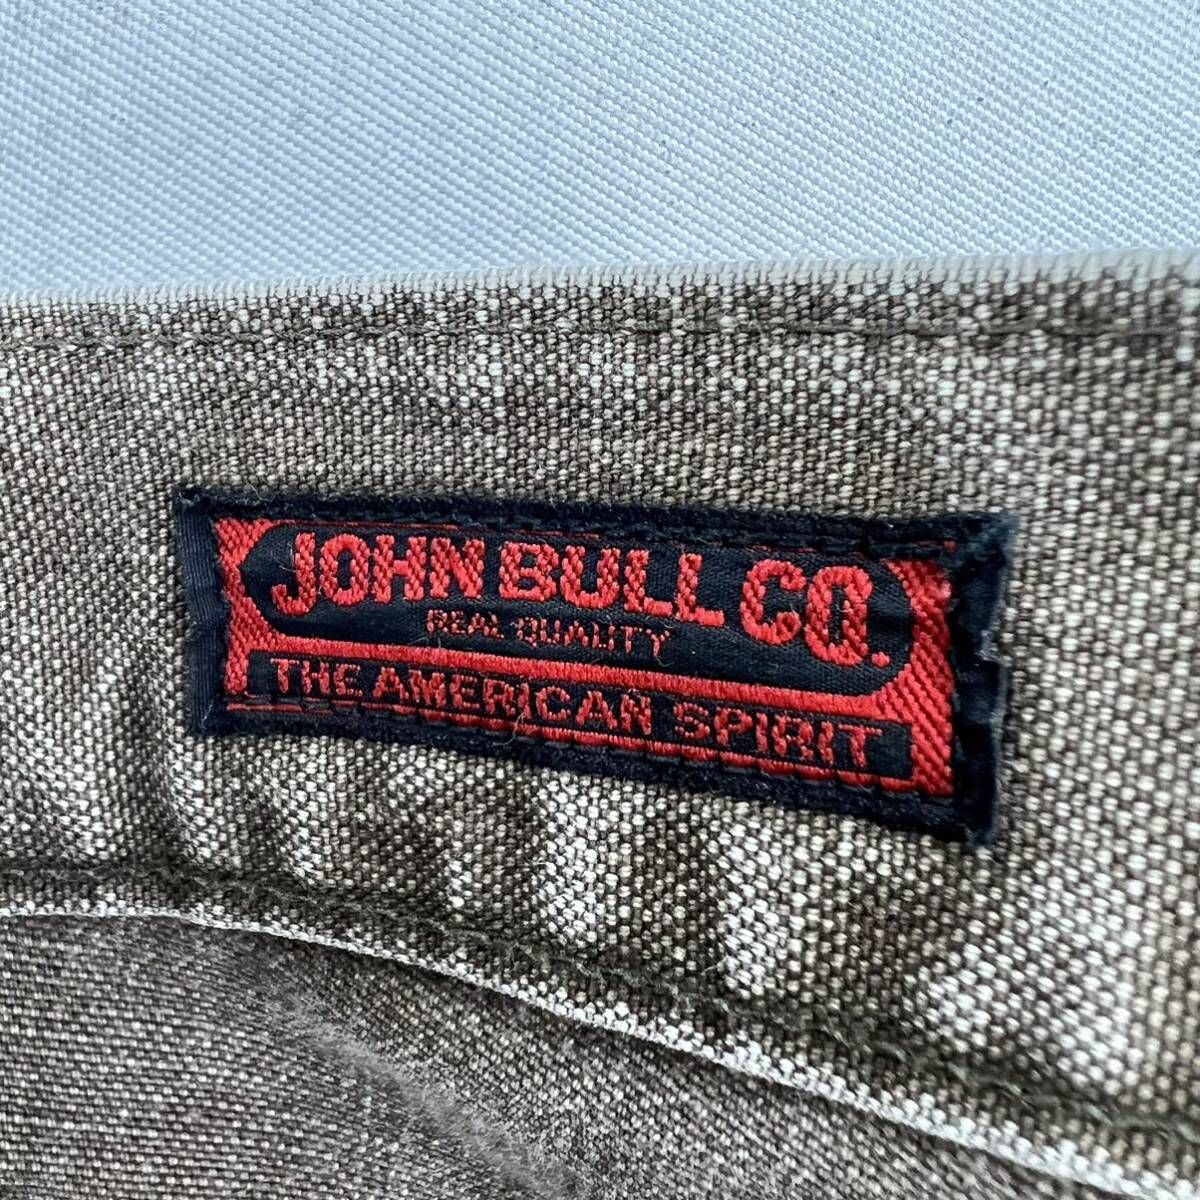 JOHN BULL CO.
REAL QUALITY
THE AMERICAN SPIRIT